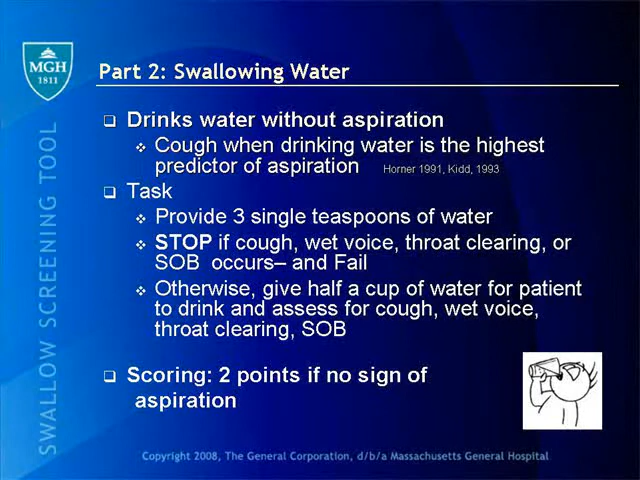 MGH
1811
Part 2: Swallowing Water
SWALLOW SCREENING TOOL
Drinks water without aspiration
Cough when drinking water is the highest
predictor of aspiration Horner 1991, Kidd, 1993
Task
Provide 3 single teaspoons of water
STOP if cough, wet voice, throat clearing, or
SOB occurs– and Fail
Otherwise, give half a cup of water for patient
to drink and assess for cough, wet voice,
throat clearing, SOB
Scoring: 2 points if no sign of
aspiration
Copyright 2008, The General Corporation, d/b/a Massachusetts General Hospital